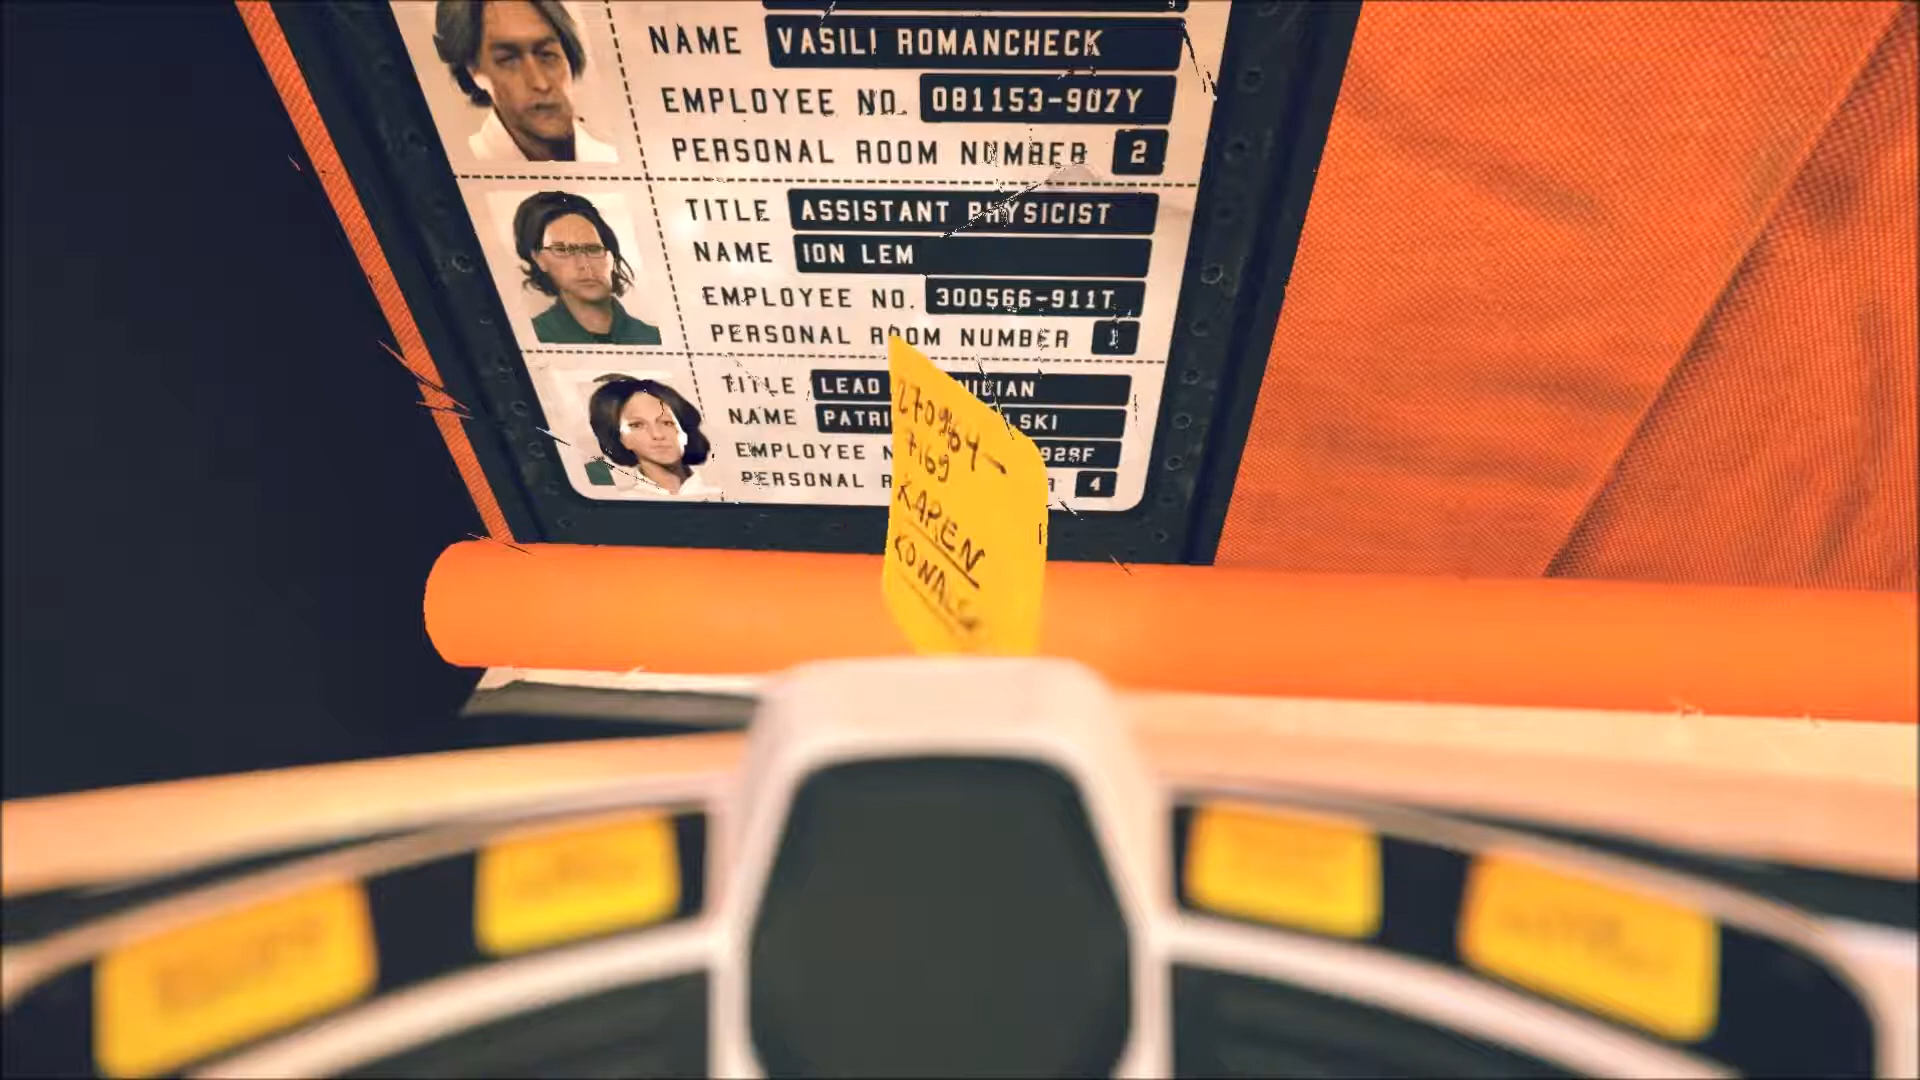 NAME VASILI ROMANCHECK
EMPLOYEE NO. 081153-907Y
PERSONAL ROOM NUMBER 2
TITLE ASSISTANT PHYSICIST
NAME ION LEM
EMPLOYEE NO. 300566-911T
PERSONAL ROOM NUMBER 1
TITLE LEAD
NAME
EMPLOYEE
PERSONAL 4
270964-
7169
KAREN